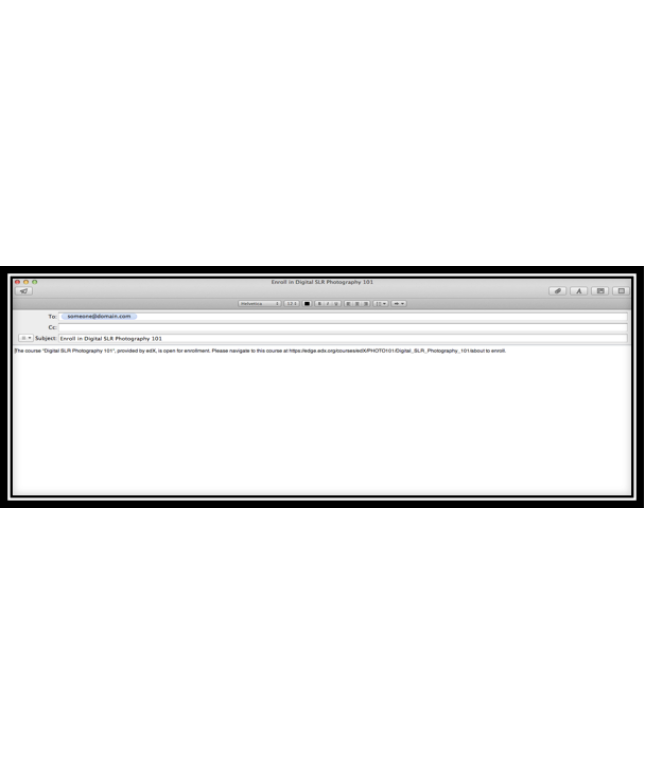 Enroll in Digital SLR Photography 101
Helvetica 12
B I U
To: someone@domain.com
Cc:
Subject: Enroll in Digital SLR Photography 101
The course "Digital SLR Photography 101", provided by edX, is open for enrollment. Please navigate to this course at https://edge.edx.org/courses/edX/PHOTO101/Digital_SLR_Photography_101/about to enroll.